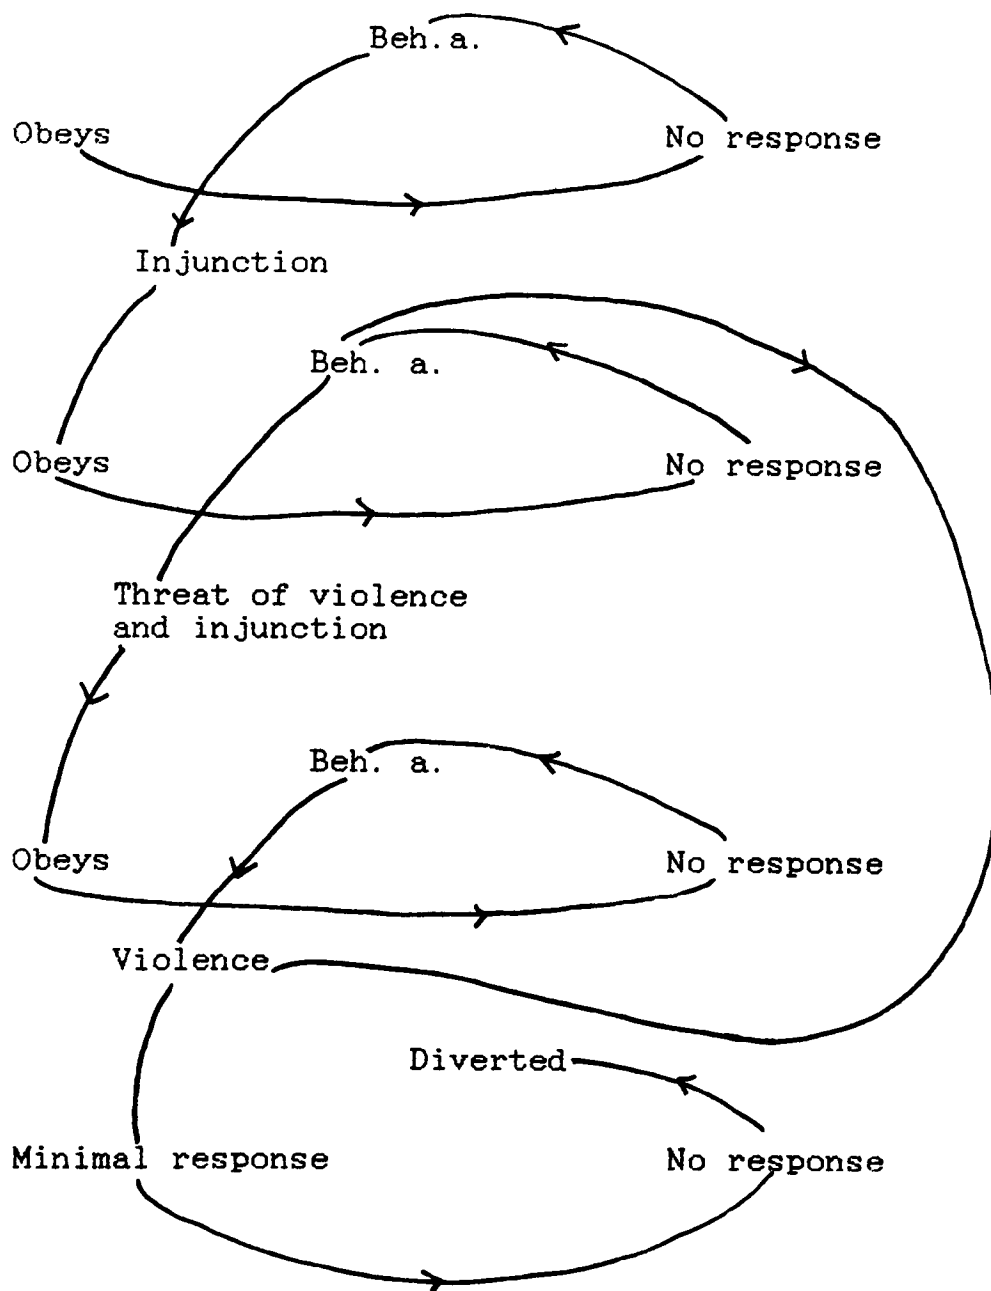 Beh.a.
Obeys
No response
Injunction
Beh. a.
Obeys
No response
Threat of violence
and injunction
Beh. a.
Obeys
No response
Violence
Diverted
Minimal response
No response